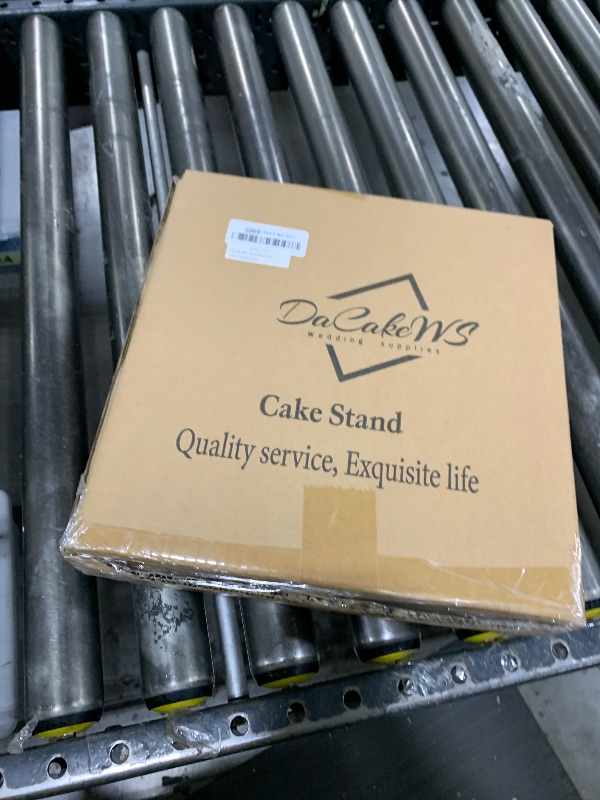 DaCakeWS
wedding supplies
Cake Stand
Quality service, Exquisite life